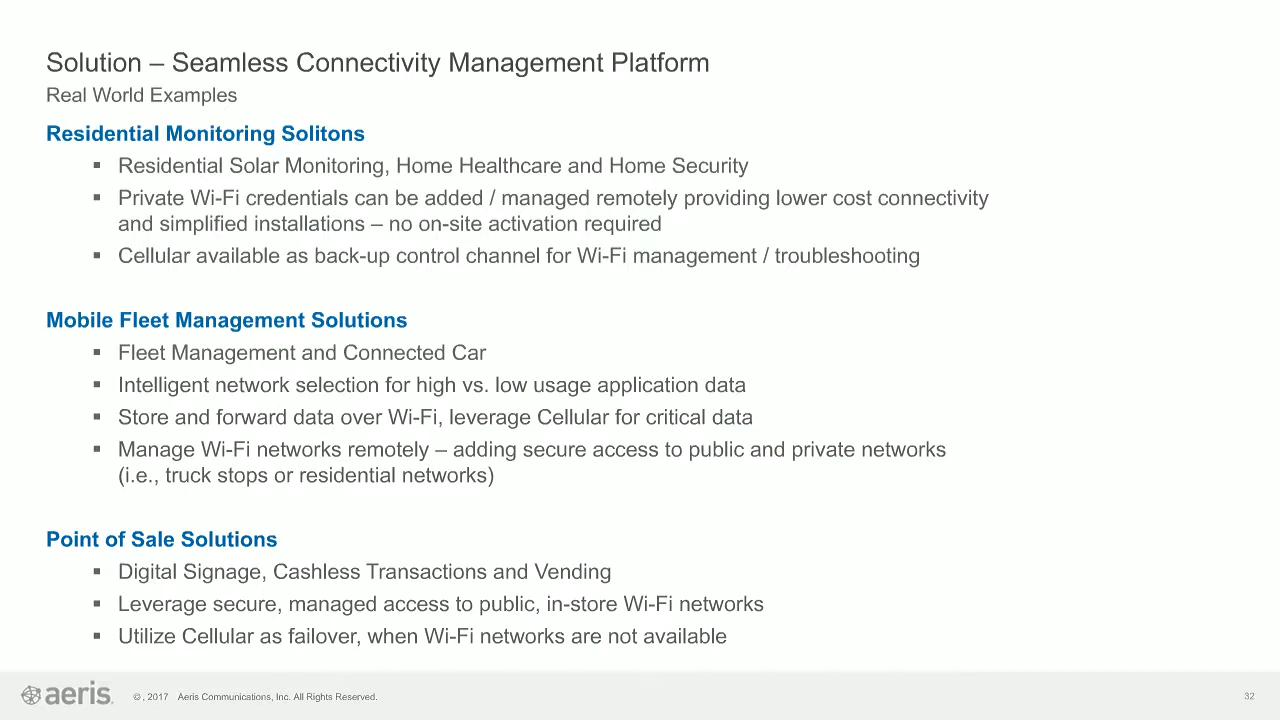 Solution – Seamless Connectivity Management Platform
Real World Examples
Residential Monitoring Solitons
▪ Residential Solar Monitoring, Home Healthcare and Home Security
▪ Private Wi-Fi credentials can be added / managed remotely providing lower cost connectivity
and simplified installations – no on-site activation required
▪ Cellular available as back-up control channel for Wi-Fi management / troubleshooting
Mobile Fleet Management Solutions
▪ Fleet Management and Connected Car
▪ Intelligent network selection for high vs. low usage application data
▪ Store and forward data over Wi-Fi, leverage Cellular for critical data
▪ Manage Wi-Fi networks remotely – adding secure access to public and private networks
(i.e., truck stops or residential networks)
Point of Sale Solutions
▪ Digital Signage, Cashless Transactions and Vending
▪ Leverage secure, managed access to public, in-store Wi-Fi networks
▪ Utilize Cellular as failover, when Wi-Fi networks are not available
aeris © , 2017 Aeris Communications, Inc. All Rights Reserved. 32